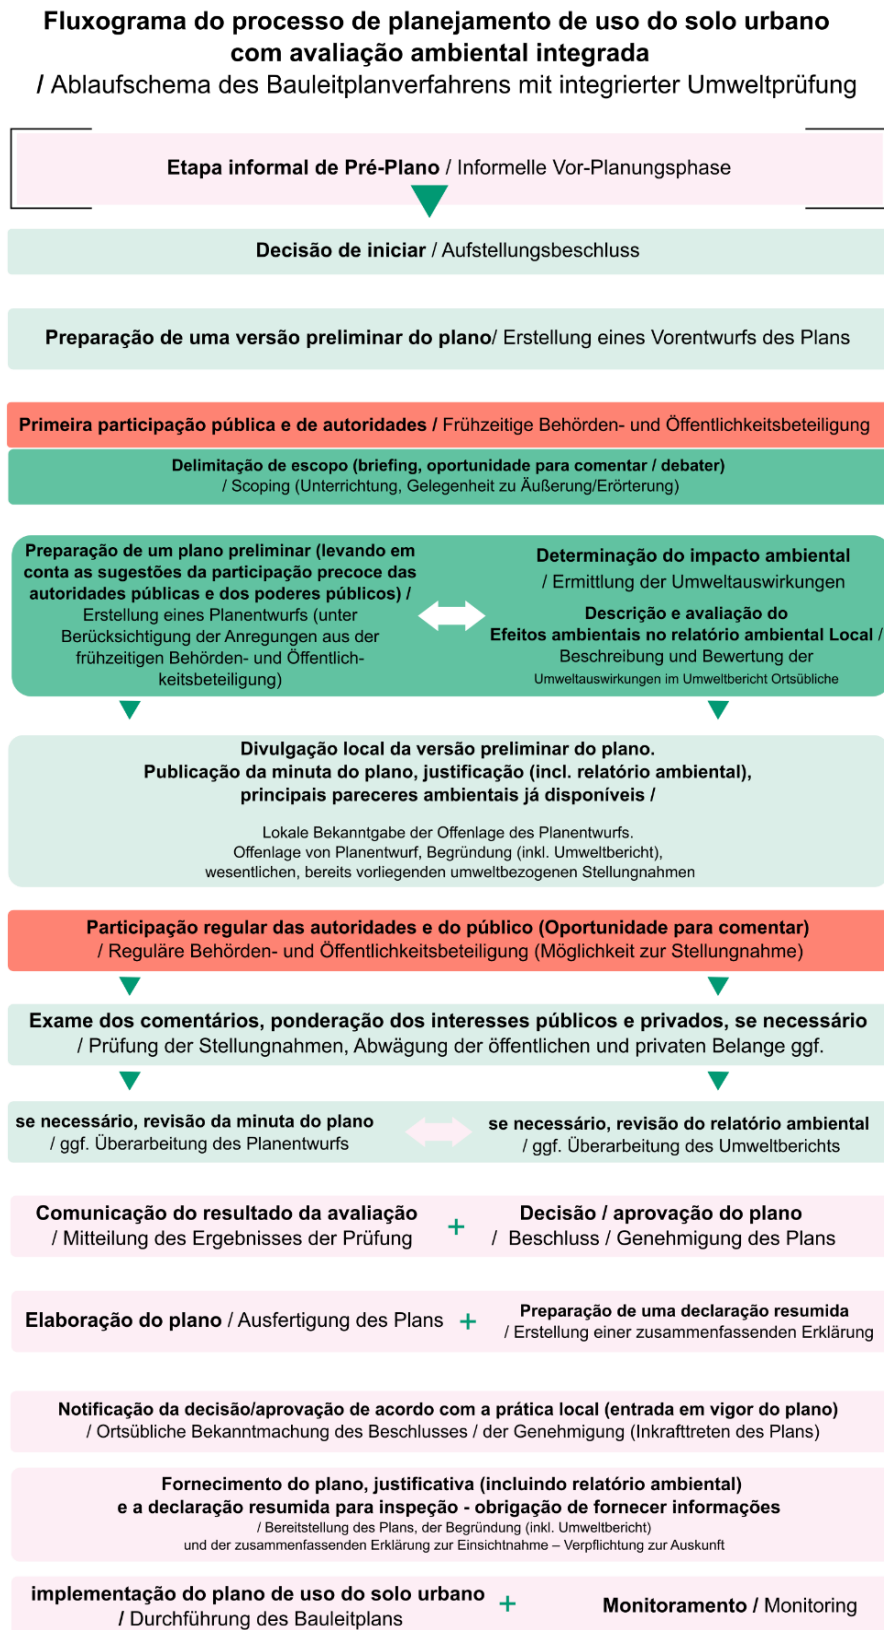 Fluxograma do processo de planejamento de uso do solo urbano
com avaliação ambiental integrada
/ Ablaufschema des Bauleitplanverfahrens mit integrierter Umweltprüfung
Etapa informal de Pré-Plano / Informelle Vor-Planungsphase
Decisão de iniciar / Aufstellungsbeschluss
Preparação de uma versão preliminar do plano/ Erstellung eines Vorentwurfs des Plans
Primeira participação pública e de autoridades / Frühzeitige Behörden- und Öffentlichkeitsbeteiligung
Delimitação de escopo (briefing, oportunidade para comentar / debater)
/ Scoping (Unterrichtung, Gelegenheit zu Äußerung/Erörterung)
Preparação de um plano preliminar (levando em
conta as sugestões da participação precoce das
autoridades públicas e dos poderes públicos) /
Erstellung eines Planentwurfs (unter
Berücksichtigung der Anregungen aus der
frühzeitigen Behörden- und Öffentlich-
keitsbeteiligung)
Determinação do impacto ambiental
/ Ermittlung der Umweltauswirkungen
Descrição e avaliação do
Efeitos ambientais no relatório ambiental Local /
Beschreibung und Bewertung der
Umweltauswirkungen im Umweltbericht Ortsübliche
Divulgação local da versão preliminar do plano.
Publicação da minuta do plano, justificação (incl. relatório ambiental),
principais pareceres ambientais já disponíveis /
Lokale Bekanntgabe der Offenlage des Planentwurfs.
Offenlage von Planentwurf, Begründung (inkl. Umweltbericht),
wesentlichen, bereits vorliegenden umweltbezogenen Stellungnahmen
Participação regular das autoridades e do público (Oportunidade para comentar)
/ Reguläre Behörden- und Öffentlichkeitsbeteiligung (Möglichkeit zur Stellungnahme)
Exame dos comentários, ponderação dos interesses públicos e privados, se necessário
/ Prüfung der Stellungnahmen, Abwägung der öffentlichen und privaten Belange ggf.
se necessário, revisão da minuta do plano
/ ggf. Überarbeitung des Planentwurfs
se necessário, revisão do relatório ambiental
/ ggf. Überarbeitung des Umweltberichts
Comunicação do resultado da avaliação
/ Mitteilung des Ergebnisses der Prüfung
+
Decisão / aprovação do plano
/ Beschluss / Genehmigung des Plans
Elaboração do plano / Ausfertigung des Plans
+
Preparação de uma declaração resumida
/ Erstellung einer zusammenfassenden Erklärung
Notificação da decisão/aprovação de acordo com a prática local (entrada em vigor do plano)
/ Ortsübliche Bekanntmachung des Beschlusses / der Genehmigung (Inkrafttreten des Plans)
Fornecimento do plano, justificativa (incluindo relatório ambiental)
e a declaração resumida para inspeção - obrigação de fornecer informações
/ Bereitstellung des Plans, der Begründung (inkl. Umweltbericht)
und der zusammenfassenden Erklärung zur Einsichtnahme – Verpflichtung zur Auskunft
implementação do plano de uso do solo urbano
/ Durchführung des Bauleitplans
+
Monitoramento / Monitoring